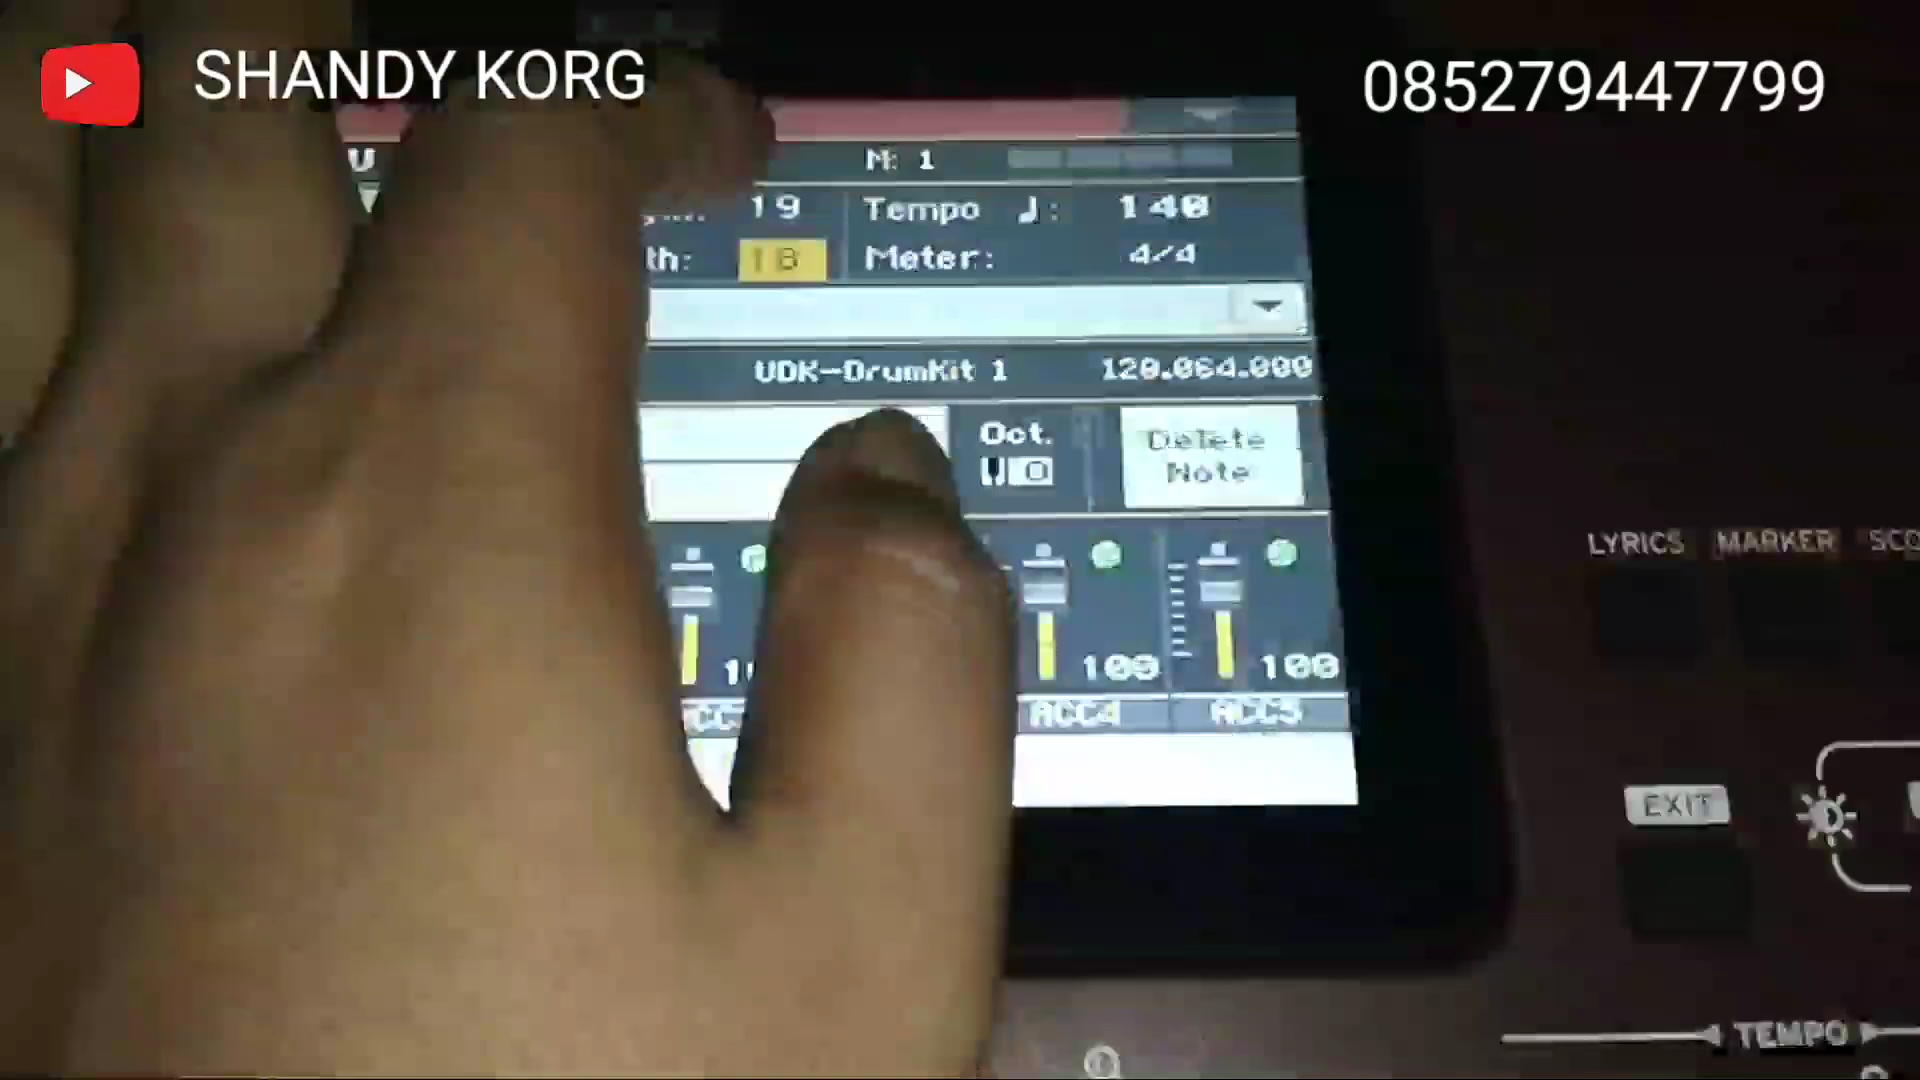 SHANDY KORG
085279447799
U
M: 1
19
Tempo ♩: 140
th: 18
Meter: 4/4
UDK-DrumKit 1
120.064.000
Oct.
0
Delete
Note
100
100
ACC4
ACC5
LYRICS
MARKER
EXIT
TEMPO